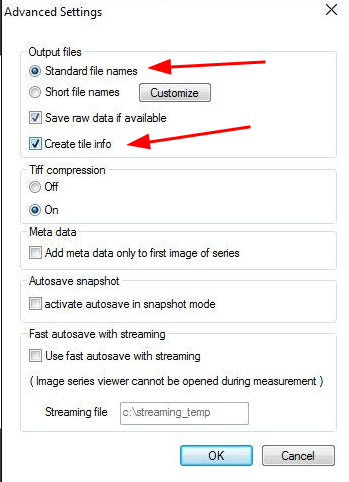 Advanced Settings
Output files
Standard file names
Short file names
Customize
Save raw data if available
Create tile info
Tiff compression
Off
On
Meta data
Add meta data only to first image of series
Autosave snapshot
activate autosave in snapshot mode
Fast autosave with streaming
Use fast autosave with streaming
( Image series viewer cannot be opened during measurement )
Streaming file
c:\streaming_temp
OK
Cancel